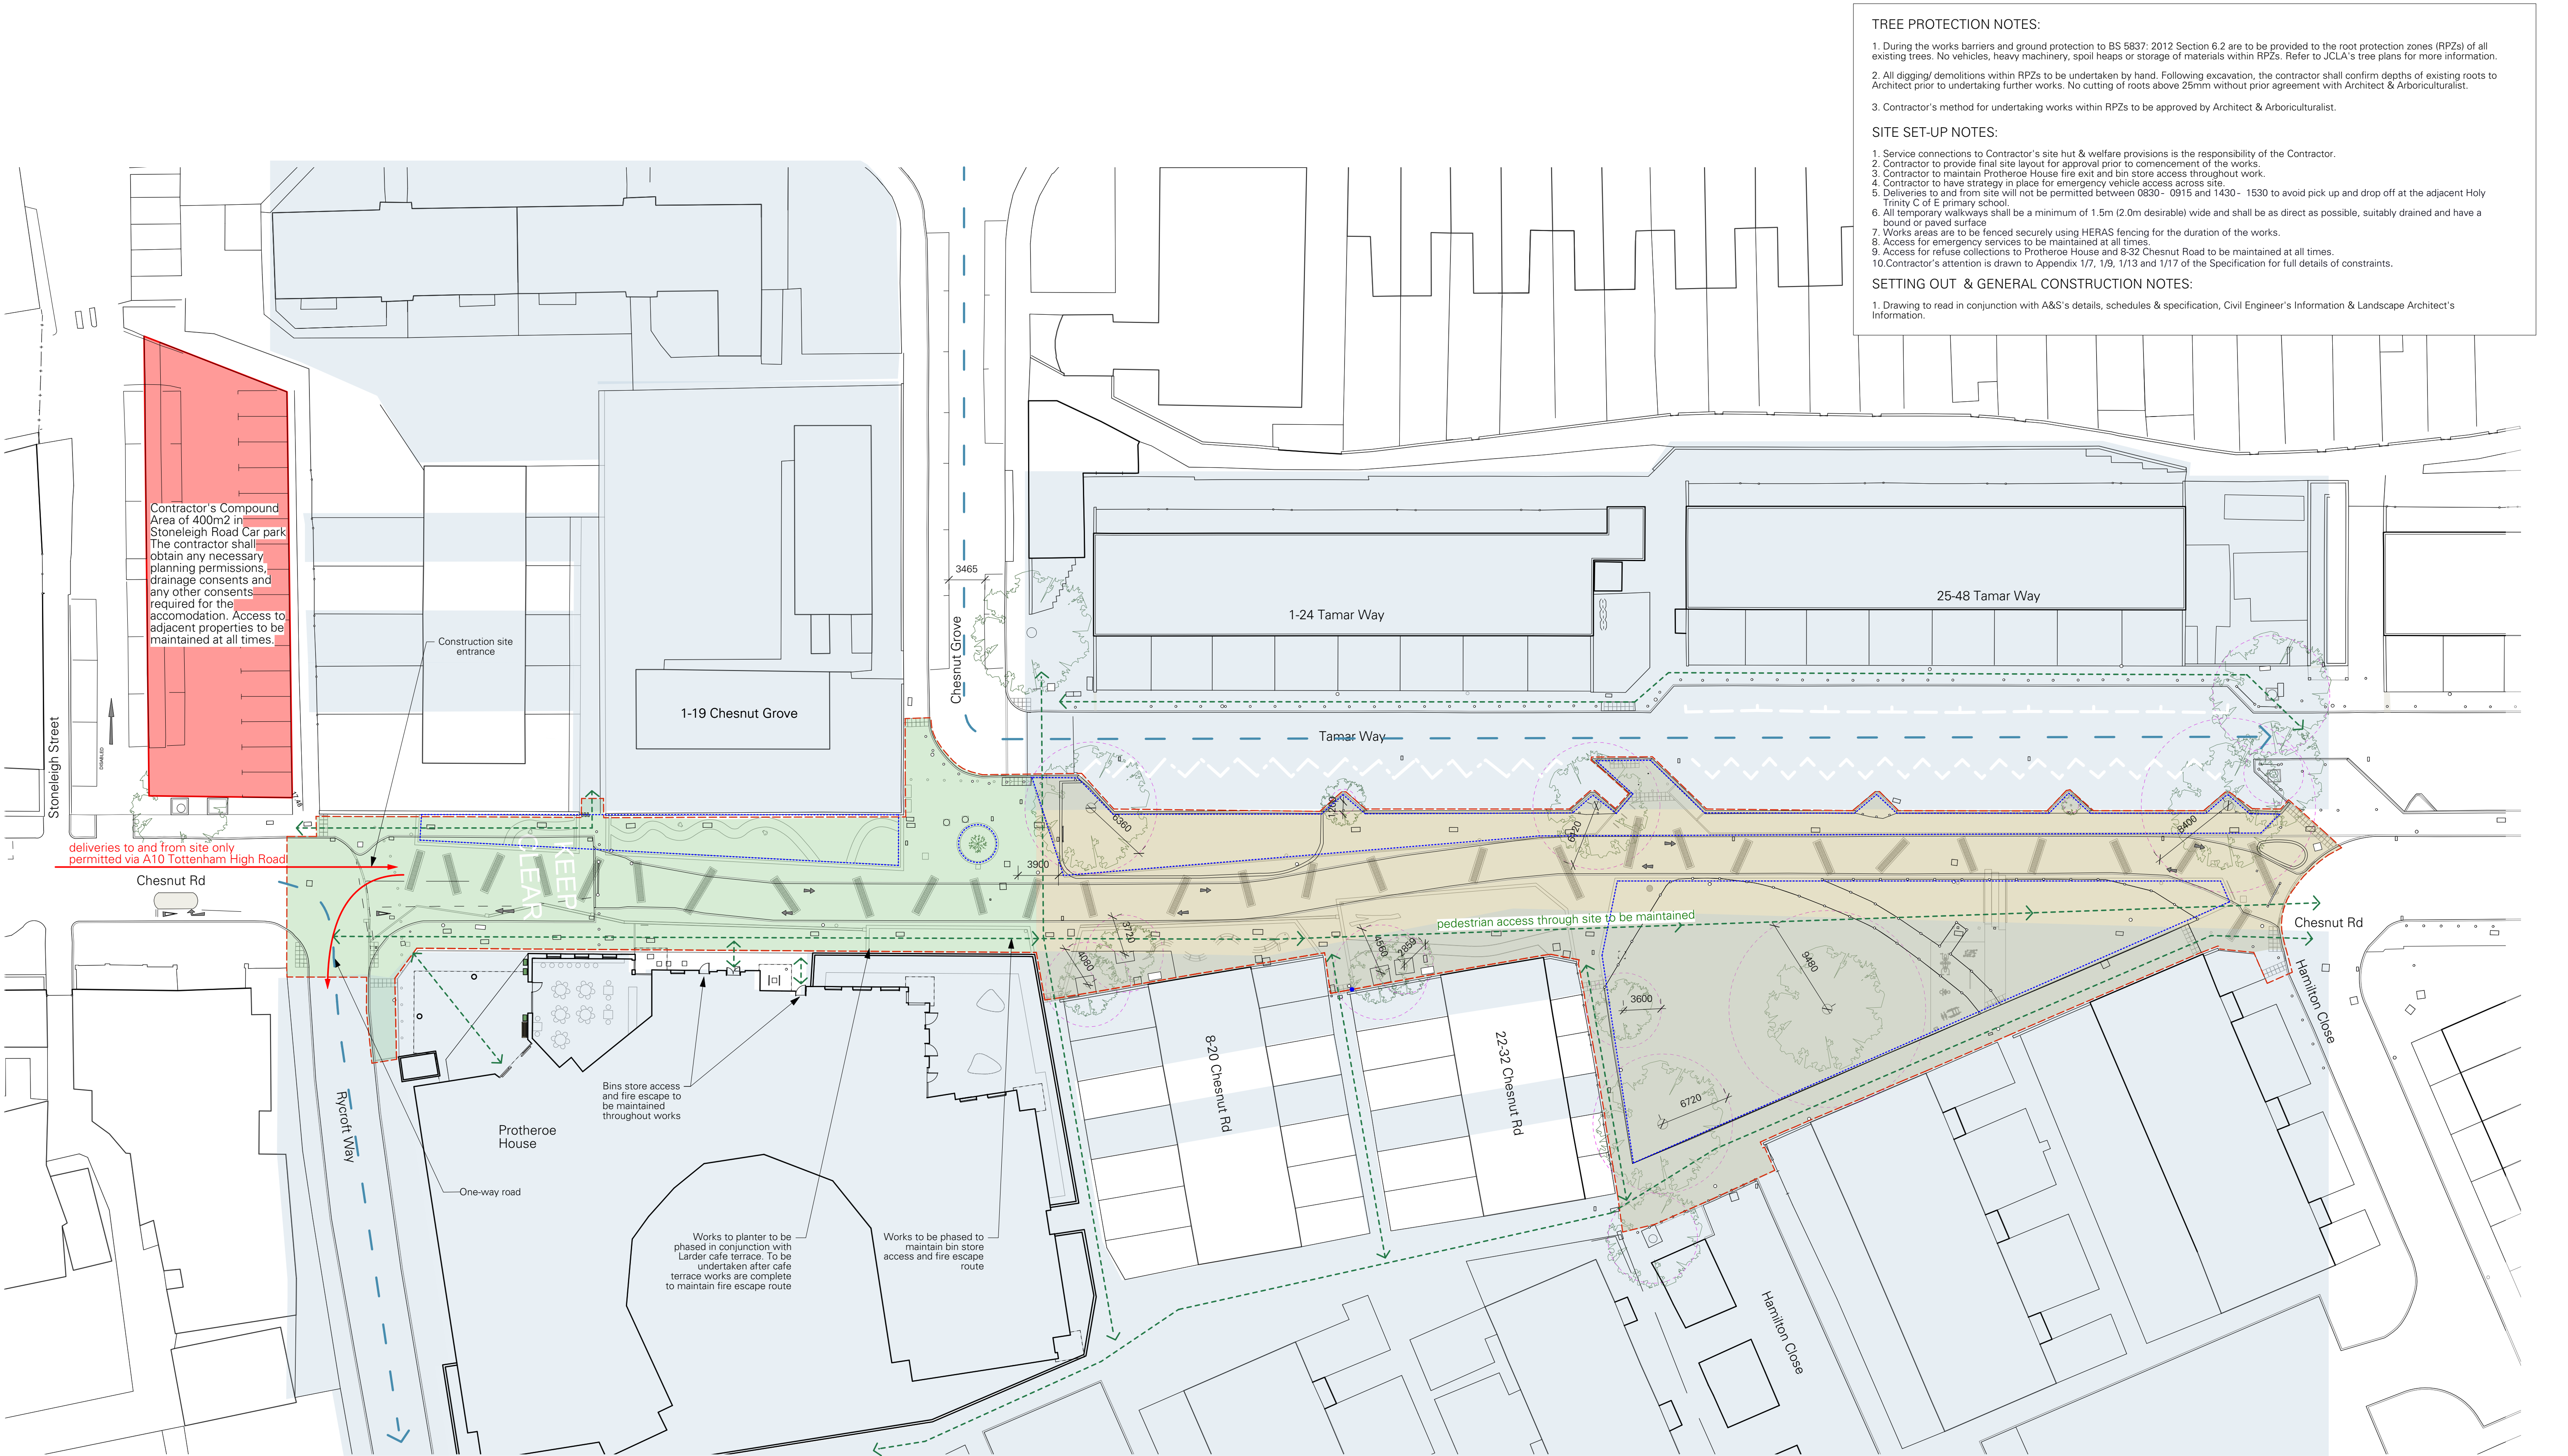 TREE PROTECTION NOTES:
1. During the works barriers and ground protection to BS 5837: 2012 Section 6.2 are to be provided to the root protection zones (RPZs) of all
existing trees. No vehicles, heavy machinery, spoil heaps or storage of materials within RPZs. Refer to JCLA's tree plans for more information.
2. All digging/ demolitions within RPZs to be undertaken by hand. Following excavation, the contractor shall confirm depths of existing roots to
Architect prior to undertaking further works. No cutting of roots above 25mm without prior agreement with Architect & Arboriculturalist.
3. Contractor's method for undertaking works within RPZs to be approved by Architect & Arboriculturalist.
SITE SET-UP NOTES:
1. Service connections to Contractor's site hut & welfare provisions is the responsibility of the Contractor.
2. Contractor to provide final site layout for approval prior to comencement of the works.
3. Contractor to maintain Protheroe House fire exit and bin store access throughout work.
4. Contractor to have strategy in place for emergency vehicle access across site.
5. Deliveries to and from site will not be permitted between 0830 - 0915 and 1430 - 1530 to avoid pick up and drop off at the adjacent Holy
Trinity C of E primary school.
6. All temporary walkways shall be a minimum of 1.5m (2.0m desirable) wide and shall be as direct as possible, suitably drained and have a
bound or paved surface
7. Works areas are to be fenced securely using HERAS fencing for the duration of the works.
8. Access for emergency services to be maintained at all times.
9. Access for refuse collections to Protheroe House and 8-32 Chesnut Road to be maintained at all times.
10.Contractor's attention is drawn to Appendix 1/7, 1/9, 1/13 and 1/17 of the Specification for full details of constraints.
SETTING OUT & GENERAL CONSTRUCTION NOTES:
1. Drawing to read in conjunction with A&S's details, schedules & specification, Civil Engineer's Information & Landscape Architect's
Information.
Contractor's Compound
Area of 400m2 in
Stoneleigh Road Car park
The contractor shall
obtain any necessary
planning permissions,
drainage consents and
any other consents
required for the
accomodation. Access to
adjacent properties to be
maintained at all times.
Construction site
entrance
3465
Chesnut Grove
1-24 Tamar Way
25-48 Tamar Way
1-19 Chesnut Grove
Tamar Way
Stoneleigh Street
DISABLED
17.48
deliveries to and from site only
permitted via A10 Tottenham High Road
Chesnut Rd
KEEP
CLEAR
3900
6360
1200
6920
8400
pedestrian access through site to be maintained
Chesnut Rd
3720
4080
4560
2859
3600
9480
6720
8-20 Chesnut Rd
22-32 Chesnut Rd
Hamilton Close
Hamilton Close
Rycroft Way
Protheroe
House
Bins store access
and fire escape to
be maintained
throughout works
One-way road
Works to planter to be
phased in conjunction with
Larder cafe terrace. To be
undertaken after cafe
terrace works are complete
to maintain fire escape route
Works to be phased to
maintain bin store
access and fire escape
route